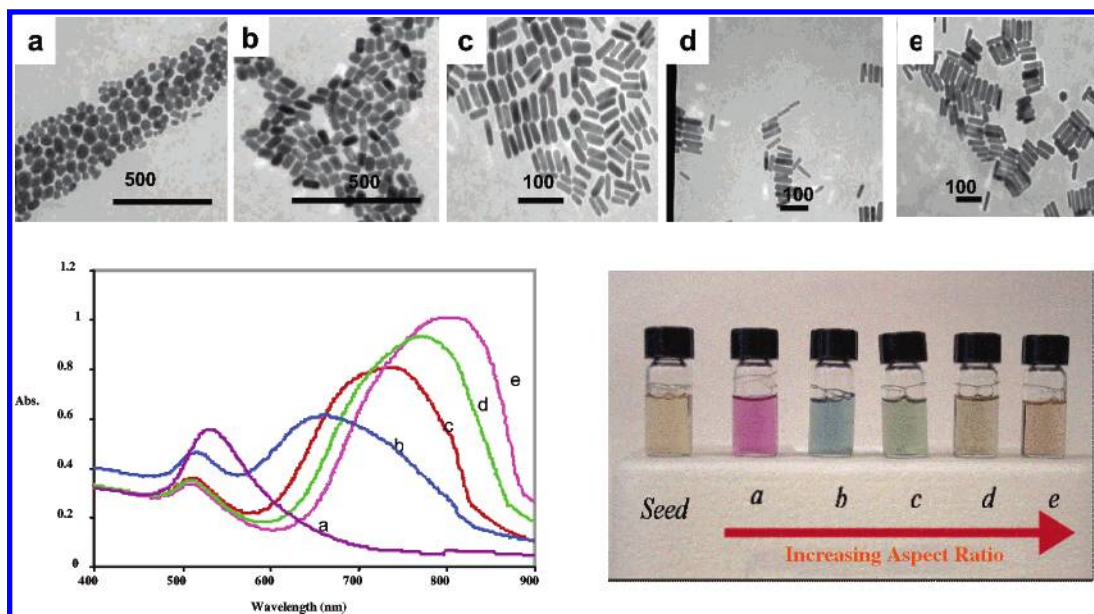 a
b
c
d
e
500
500
100
100
100
1.2
1
0.8
Abs.
0.6
0.4
0.2
0
400
500
600
700
800
900
Wavelength (nm)
a
b
c
d
e
Seed a b c d e
Increasing Aspect Ratio